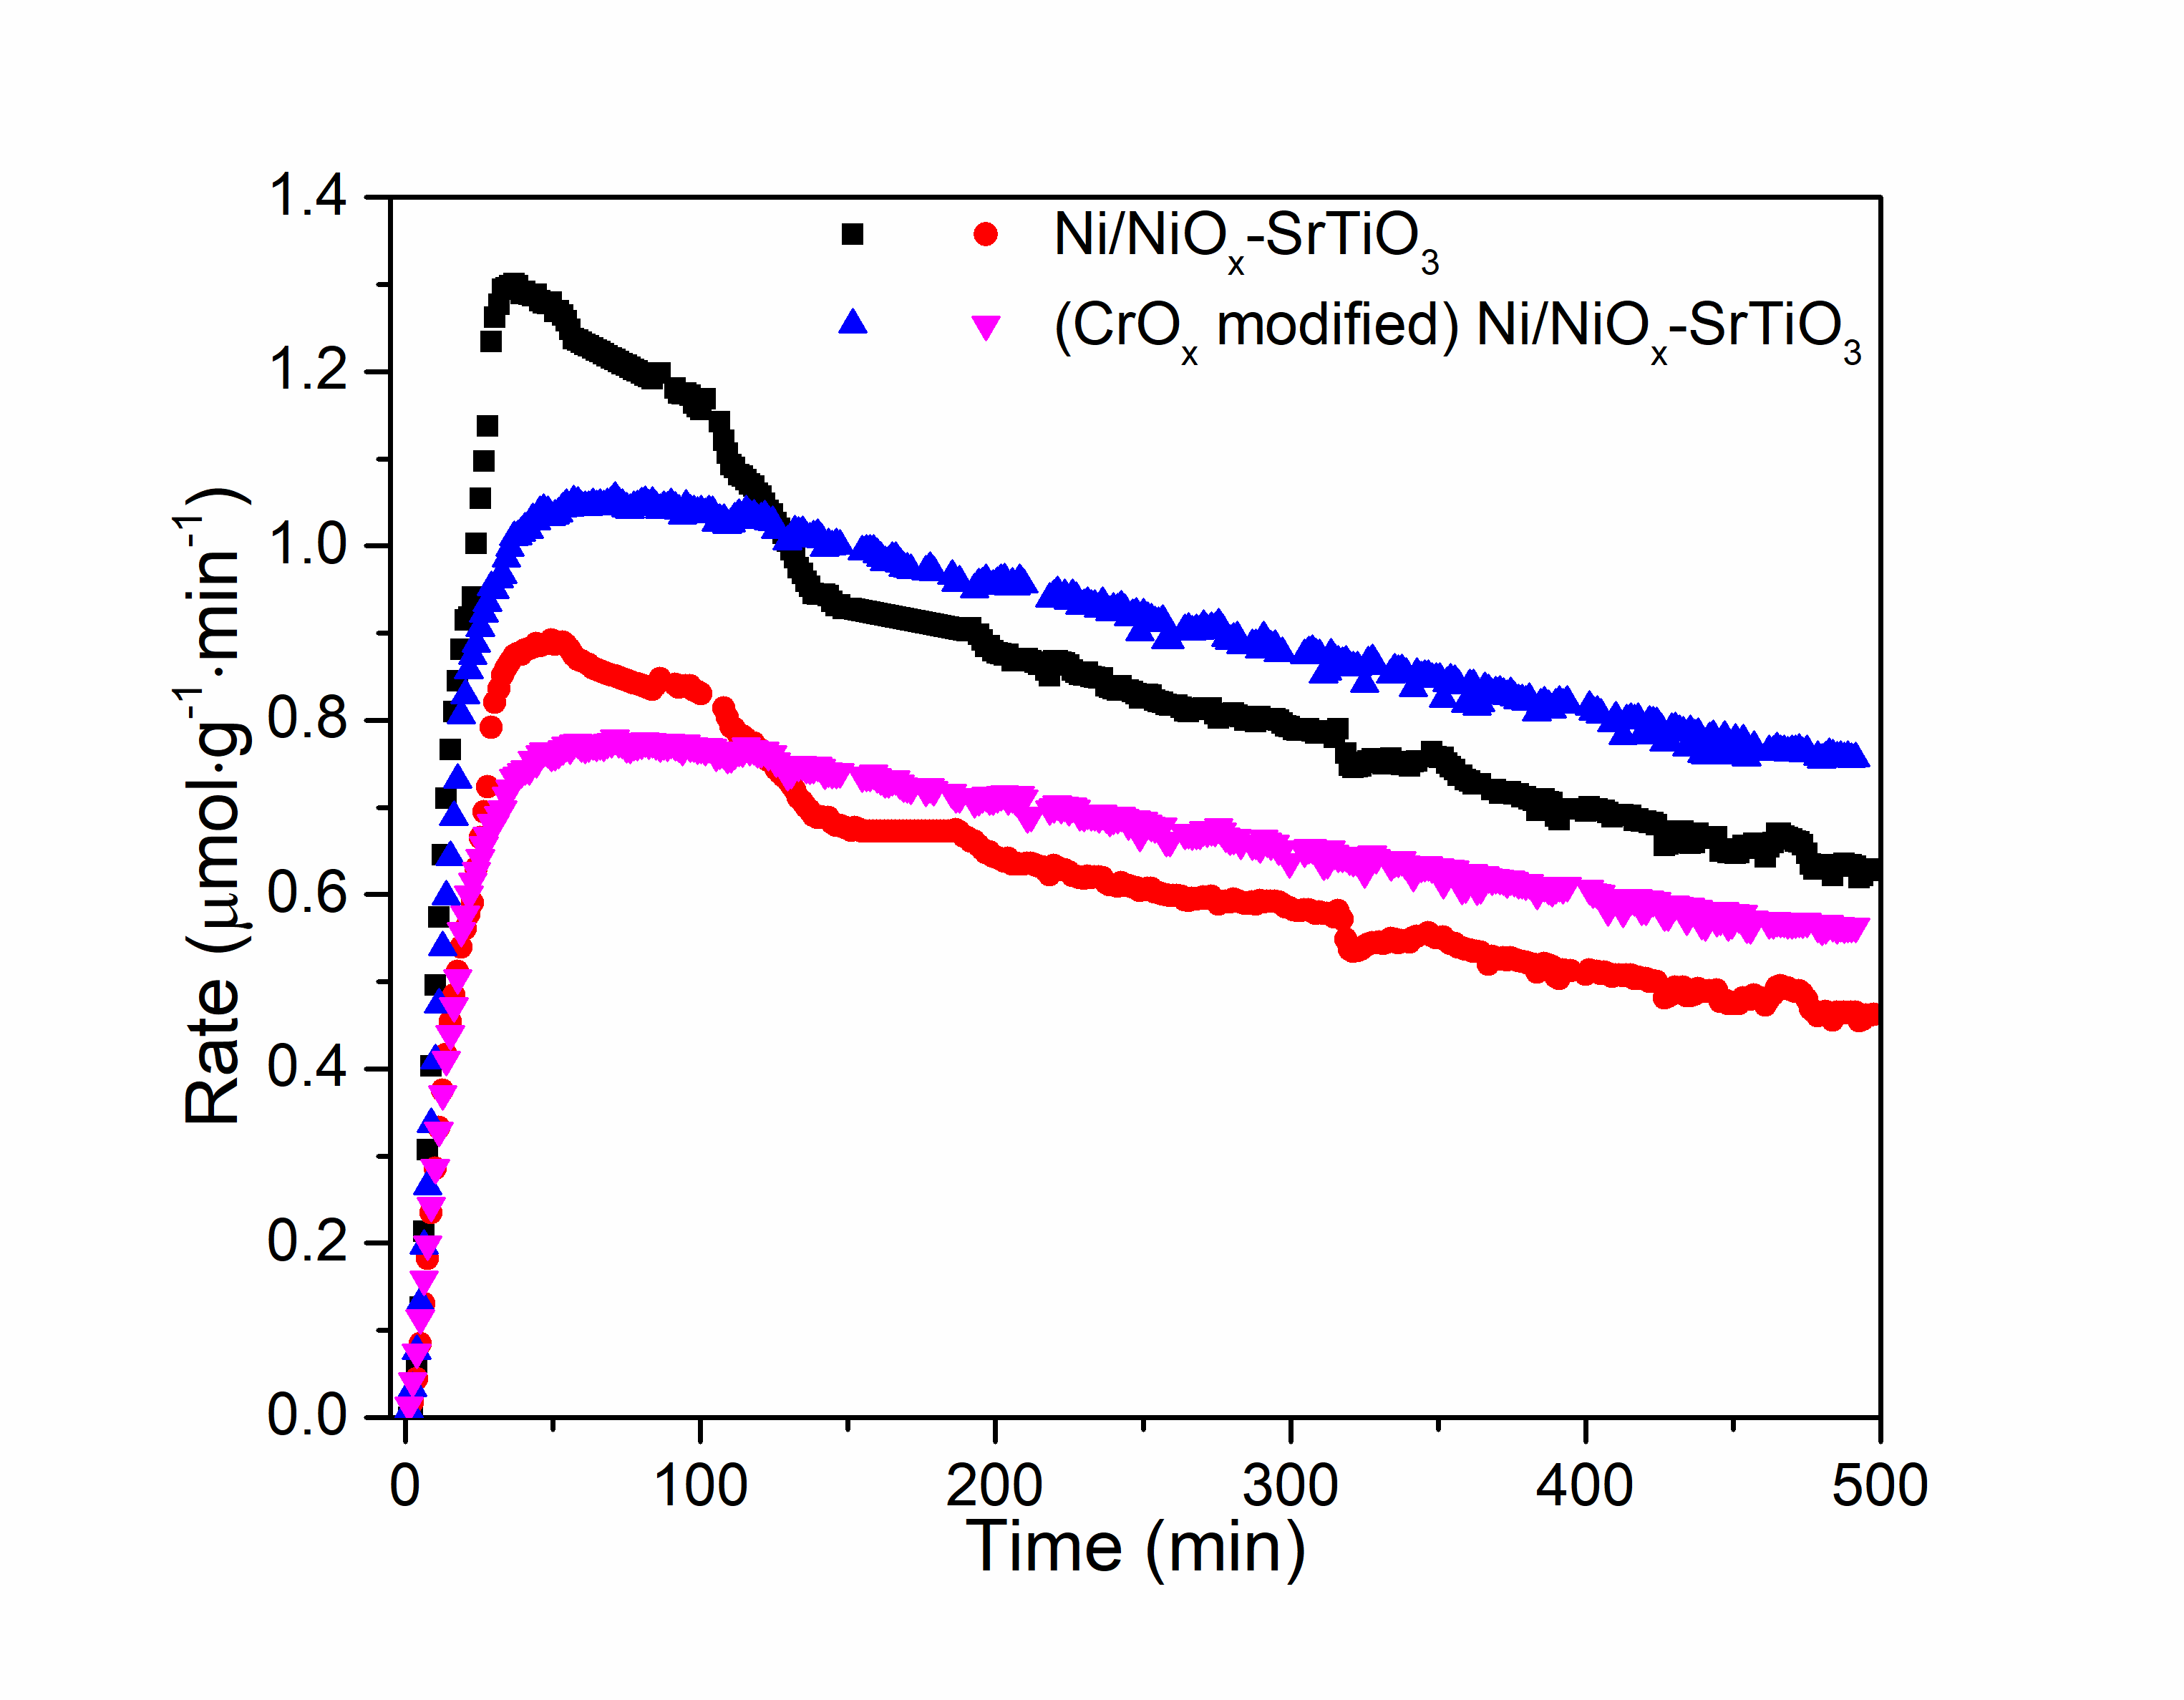 1.4
1.2
1.0
0.8
0.6
0.4
0.2
0.0
Rate (μmol·g⁻¹·min⁻¹)
Ni/NiOₓ-SrTiO₃
(CrOₓ modified) Ni/NiOₓ-SrTiO₃
0 100 200 300 400 500
Time (min)